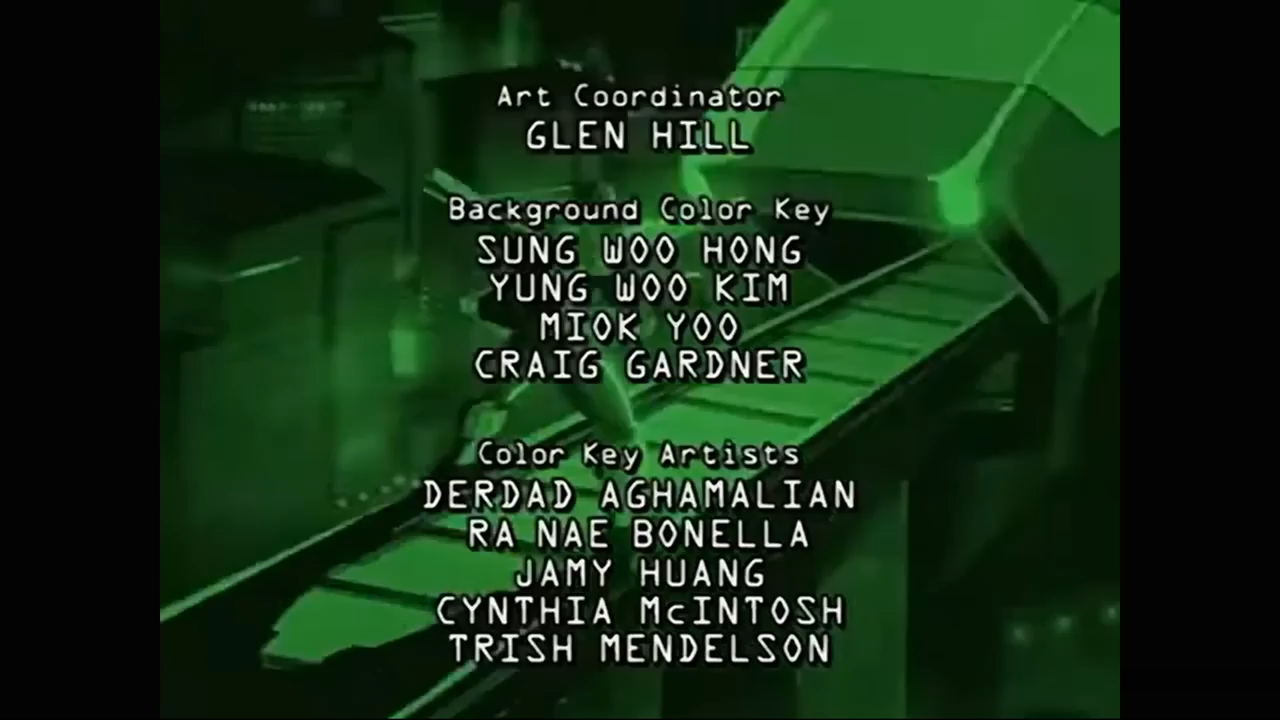 Art Coordinator
GLEN HILL
Background Color Key
SUNG WOO HONG
YUNG WOO KIM
MIOK YOO
CRAIG GARDNER
Color Key Artists
DERDAD AGHAMALIAN
RA NAE BONELLA
JAMY HUANG
CYNTHIA McINTOSH
TRISH MENDELSON